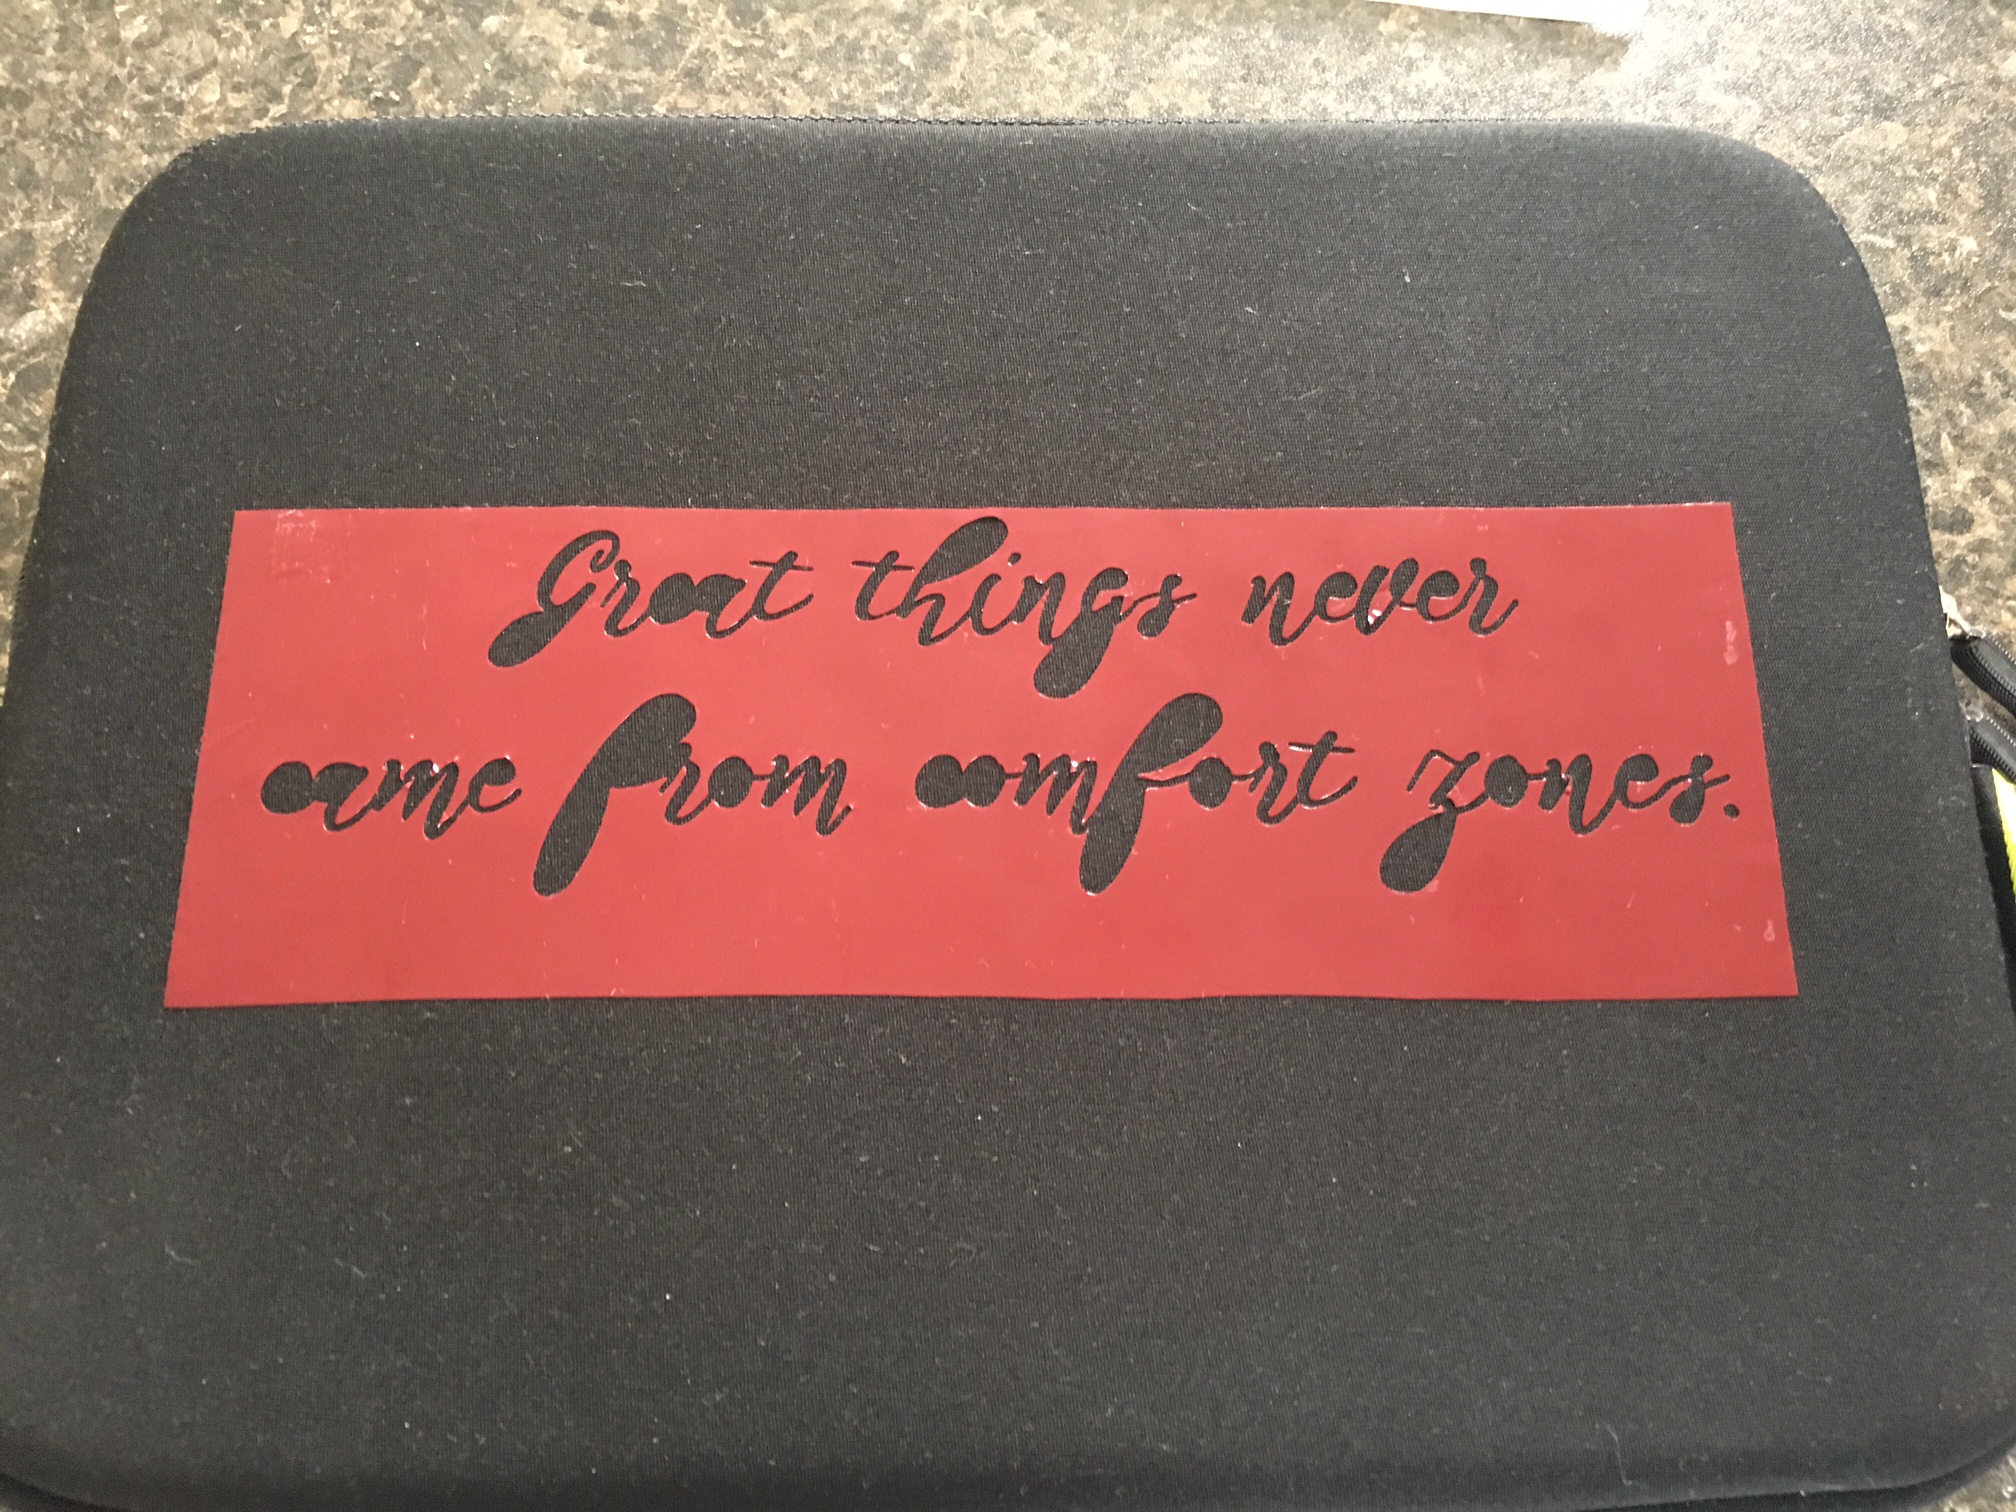 Great things never
came from comfort zones.